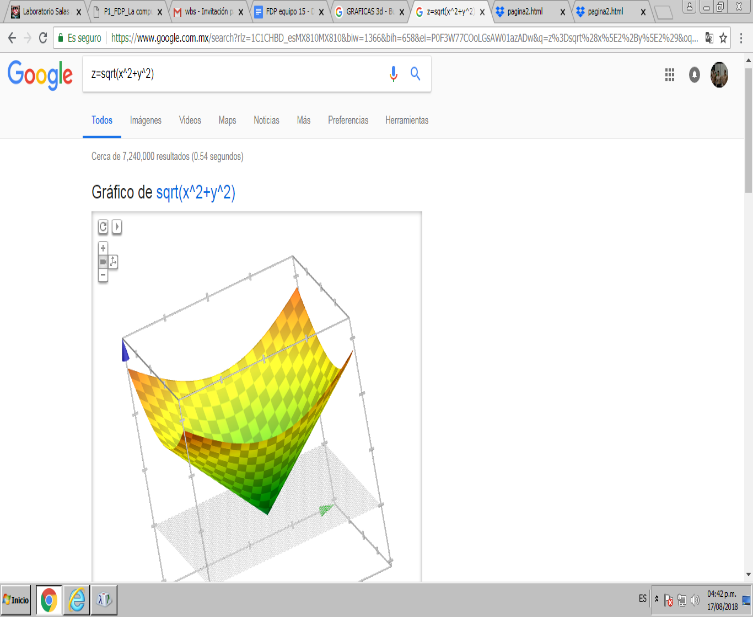 Laboratorio Salas
P1_FDP_La comp
wbs - Invitación p
FDP equipo 15 - D
GRAFICAS 3d - B
z=sqrt(x^2+y^2)
pagina2.html
pagina2.html
Es seguro
https://www.google.com.mx/search?rlz=1C1CHBD_esMX810MX810&biw=1366&bih=658&ei=P0F3W77COoLGsAW01azADw&q=z%3Dsqrt%28x%5E2%2By%5E2%29&oq...
Google
z=sqrt(x^2+y^2)
Todos Imágenes Videos Maps Noticias Más Preferencias Herramientas
Cerca de 7,240,000 resultados (0.54 segundos)
Gráfico de sqrt(x^2+y^2)
Inicio
ES
04:42 p.m.
17/08/2018